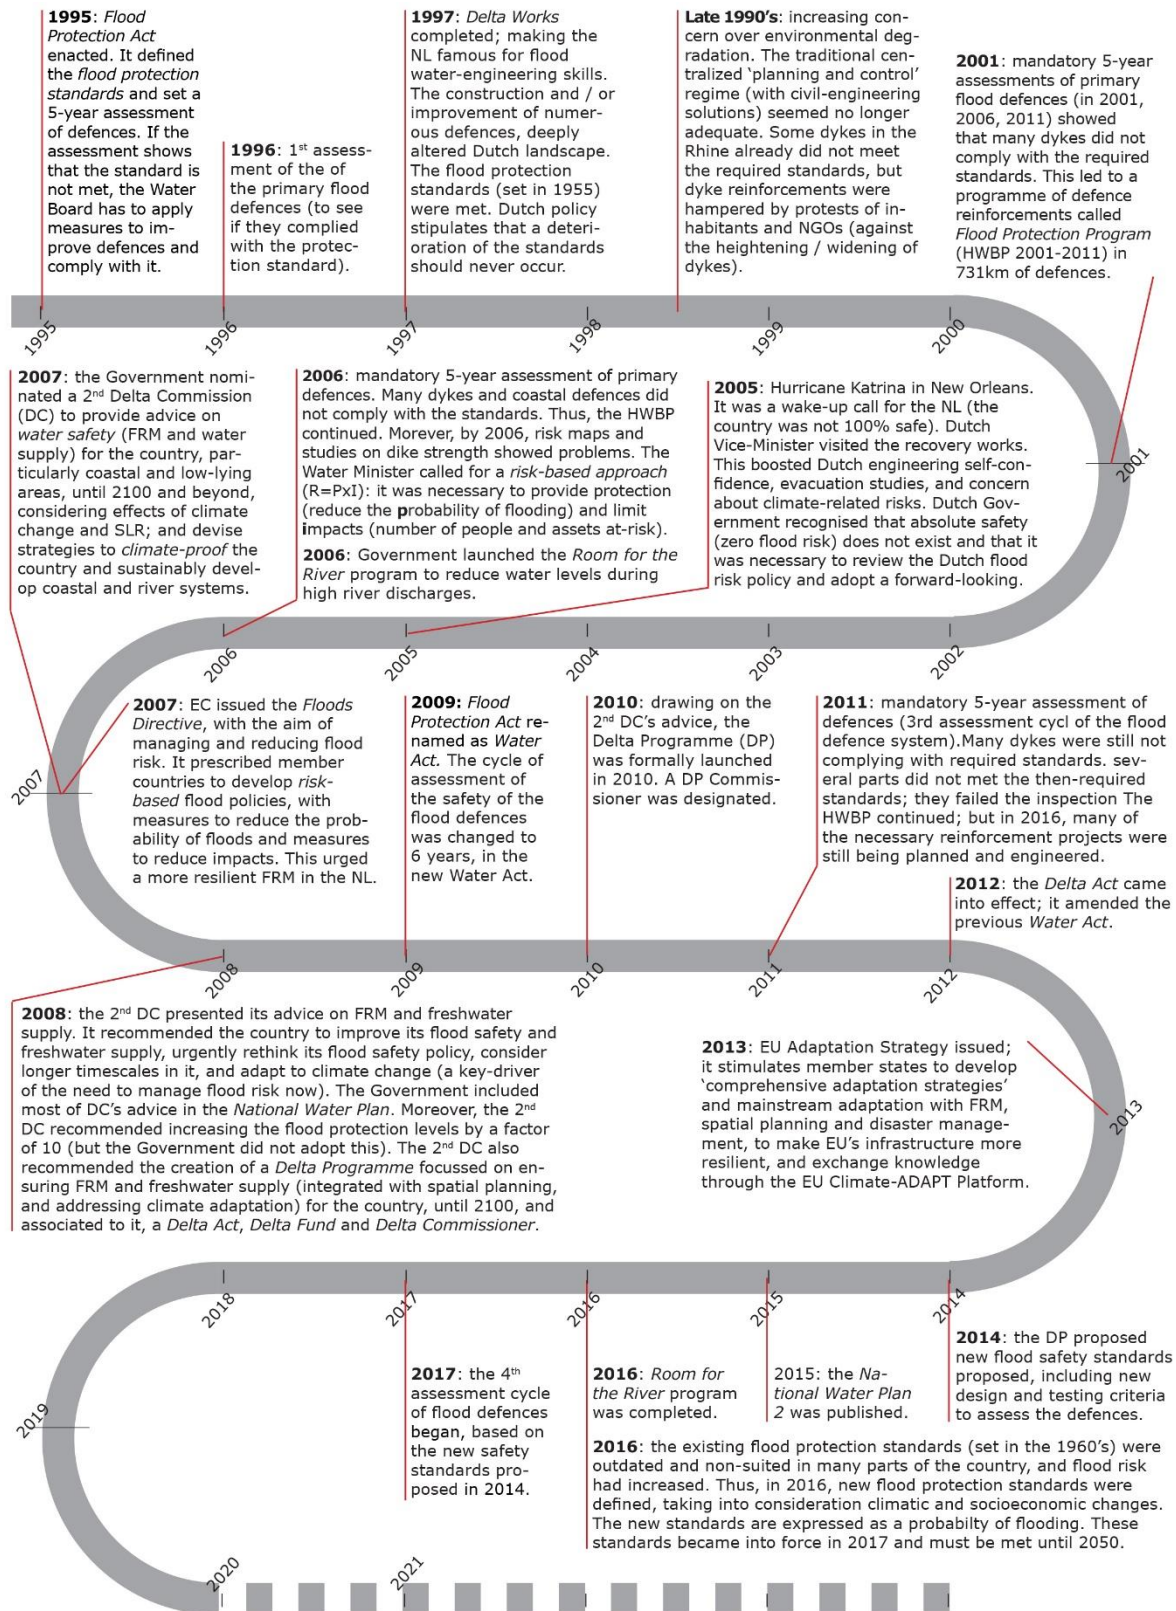 1995: Flood
Protection Act
enacted. It defined
the flood protection
standards and set a
5-year assessment
of defences. If the
assessment shows
that the standard is
not met, the Water
Board has to apply
measures to im-
prove defences and
comply with it.
1996: 1st assess-
ment of the of
the primary flood
defences (to see
if they complied
with the protec-
tion standard).
1997: Delta Works
completed; making the
NL famous for flood
water-engineering skills.
The construction and / or
improvement of numer-
ous defences, deeply
altered Dutch landscape.
The flood protection
standards (set in 1955)
were met. Dutch policy
stipulates that a deteri-
oration of the standards
should never occur.
Late 1990's: increasing con-
cern over environmental deg-
radation. The traditional cen-
tralized ‘planning and control’
regime (with civil-engineering
solutions) seemed no longer
adequate. Some dykes in the
Rhine already did not meet
the required standards, but
dyke reinforcements were
hampered by protests of in-
habitants and NGOs (against
the heightening / widening of
dykes).
2001: mandatory 5-year
assessments of primary
flood defences (in 2001,
2006, 2011) showed
that many dykes did not
comply with the required
standards. This led to a
programme of defence
reinforcements called
Flood Protection Program
(HWBP 2001-2011) in
731km of defences.
1995
1996
1997
1998
1999
2000
2001
2007: the Government nomi-
nated a 2nd Delta Commission
(DC) to provide advice on
water safety (FRM and water
supply) for the country, par-
ticularly coastal and low-lying
areas, until 2100 and beyond,
considering effects of climate
change and SLR; and devise
strategies to climate-proof the
country and sustainably devel-
op coastal and river systems.
2006: mandatory 5-year assessment of primary
defences. Many dykes and coastal defences did
not comply with the standards. Thus, the HWBP
continued. Morever, by 2006, risk maps and
studies on dike strength showed problems. The
Water Minister called for a risk-based approach
(R=PxI): it was necessary to provide protection
(reduce the probability of flooding) and limit
impacts (number of people and assets at-risk).
2006: Government launched the Room for the
River program to reduce water levels during
high river discharges.
2005: Hurricane Katrina in New Orleans.
It was a wake-up call for the NL (the
country was not 100% safe). Dutch
Vice-Minister visited the recovery works.
This boosted Dutch engineering self-con-
fidence, evacuation studies, and concern
about climate-related risks. Dutch Gov-
ernment recognised that absolute safety
(zero flood risk) does not exist and that it
was necessary to review the Dutch flood
risk policy and adopt a forward-looking.
2006
2005
2004
2003
2002
2007
2007: EC issued the Floods
Directive, with the aim of
managing and reducing flood
risk. It prescribed member
countries to develop risk-
based flood policies, with
measures to reduce the prob-
ability of floods and measures
to reduce impacts. This urged
a more resilient FRM in the NL.
2009: Flood
Protection Act re-
named as Water
Act. The cycle of
assessment of
the safety of the
flood defences
was changed to
6 years, in the
new Water Act.
2010: drawing on the
2nd DC's advice, the
Delta Programme (DP)
was formally launched
in 2010. A DP Commis-
sioner was designated.
2011: mandatory 5-year assessment of
defences (3rd assessment cycl of the flood
defence system).Many dykes were still not
complying with required standards. sev-
eral parts did not met the then-required
standards; they failed the inspection The
HWBP continued; but in 2016, many of
the necessary reinforcement projects were
still being planned and engineered.
2012: the Delta Act came
into effect; it amended the
previous Water Act.
2008
2009
2010
2011
2012
2008: the 2nd DC presented its advice on FRM and freshwater
supply. It recommended the country to improve its flood safety and
freshwater supply, urgently rethink its flood safety policy, consider
longer timescales in it, and adapt to climate change (a key-driver
of the need to manage flood risk now). The Government included
most of DC's advice in the National Water Plan. Moreover, the 2nd
DC recommended increasing the flood protection levels by a factor
of 10 (but the Government did not adopt this). The 2nd DC also
recommended the creation of a Delta Programme focussed on en-
suring FRM and freshwater supply (integrated with spatial planning,
and addressing climate adaptation) for the country, until 2100, and
associated to it, a Delta Act, Delta Fund and Delta Commissioner.
2013: EU Adaptation Strategy issued;
it stimulates member states to develop
‘comprehensive adaptation strategies’
and mainstream adaptation with FRM,
spatial planning and disaster manage-
ment, to make EU's infrastructure more
resilient, and exchange knowledge
through the EU Climate-ADAPT Platform.
2013
2018
2017
2016
2015
2014
2019
2017: the 4th
assessment cycle
of flood defences
began, based on
the new safety
standards pro-
posed in 2014.
2016: Room for
the River program
was completed.
2015: the Na-
tional Water Plan
2 was published.
2014: the DP proposed
new flood safety standards
proposed, including new
design and testing criteria
to assess the defences.
2016: the existing flood protection standards (set in the 1960's) were
outdated and non-suited in many parts of the country, and flood risk
had increased. Thus, in 2016, new flood protection standards were
defined, taking into consideration climatic and socioeconomic changes.
The new standards are expressed as a probabilty of flooding. These
standards became into force in 2017 and must be met until 2050.
2020
2021